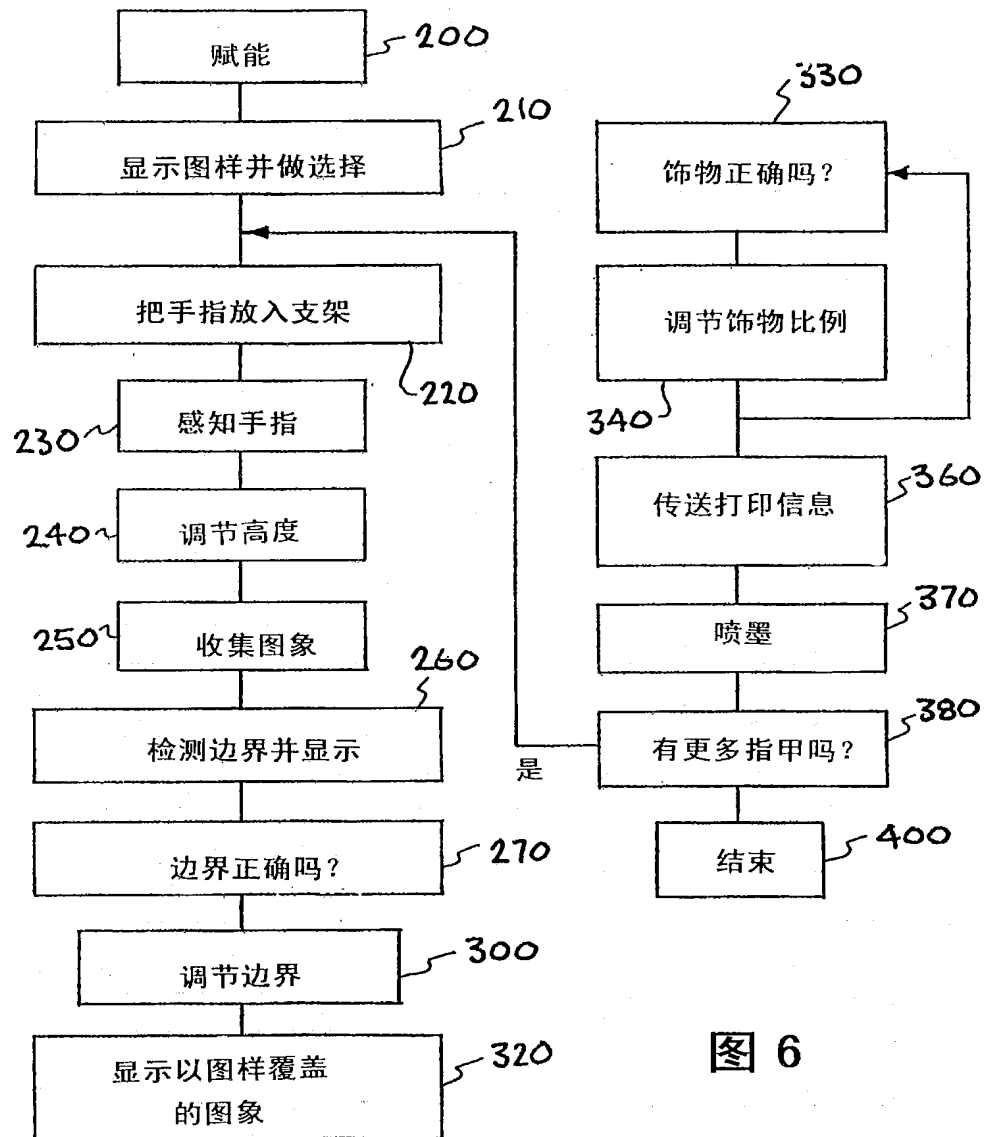 赋能
200
显示图样并做选择
210
把手指放入支架
220
感知手指
230
调节高度
240
收集图象
250
检测边界并显示
260
边界正确吗?
270
调节边界
300
显示以图样覆盖
的图象
320
饰物正确吗?
330
调节饰物比例
340
传送打印信息
360
喷墨
370
有更多指甲吗?
380
是
结束
400
图 6